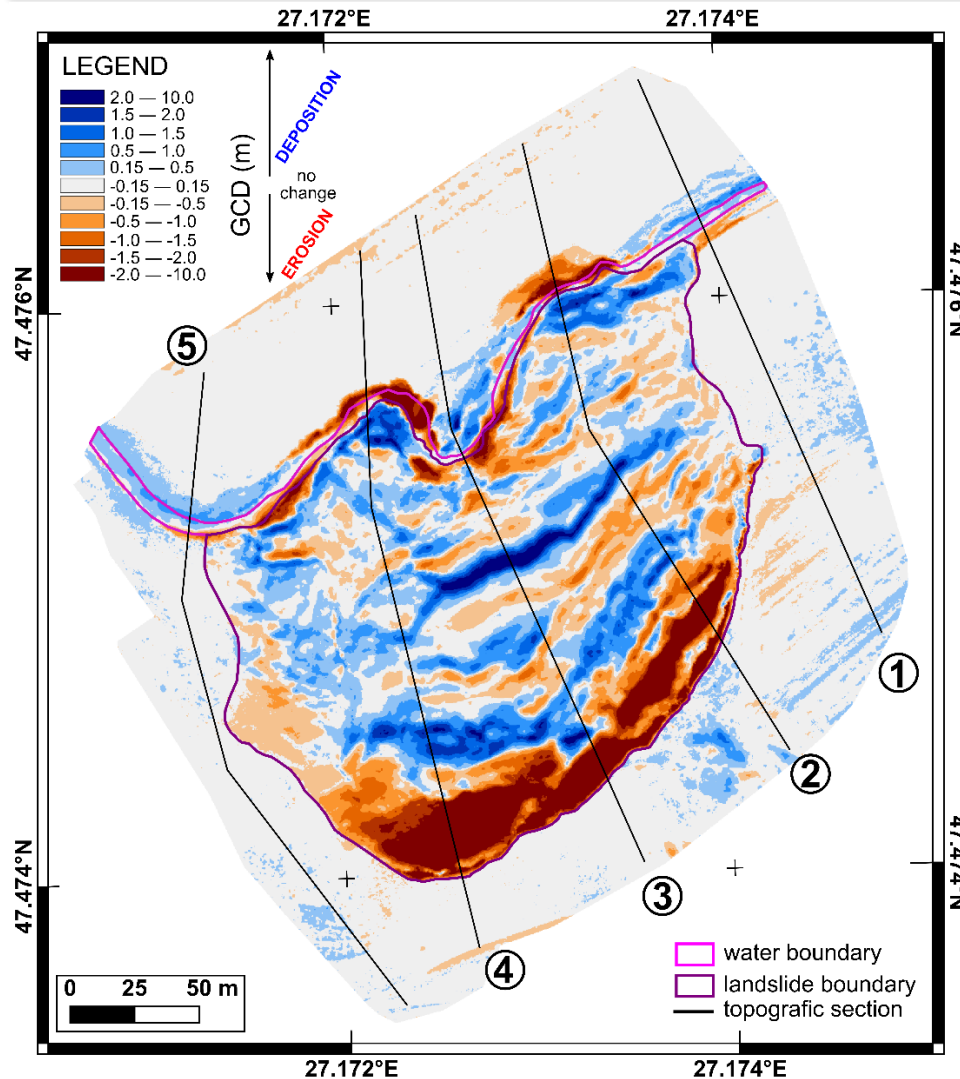 27.172°E
27.174°E
LEGEND
2.0 — 10.0
1.5 — 2.0
1.0 — 1.5
0.5 — 1.0
0.15 — 0.5
-0.15 — 0.15
-0.15 — -0.5
-0.5 — -1.0
-1.0 — -1.5
-1.5 — -2.0
-2.0 — -10.0
GCD (m)
DEPOSITION
no
change
EROSION
47.476°N
47.476°N
5
1
2
3
4
47.474°N
47.474°N
0 25 50 m
water boundary
landslide boundary
topografic section
27.172°E
27.174°E